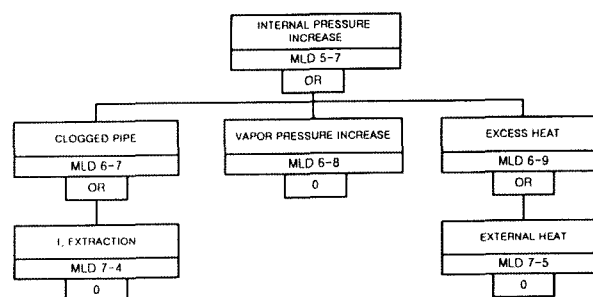 INTERNAL PRESSURE
INCREASE
MLD 5-7
OR
CLOGGED PIPE
MLD 6-7
OR
VAPOR PRESSURE INCREASE
MLD 6-8
0
EXCESS HEAT
MLD 6-9
OR
I, EXTRACTION
MLD 7-4
0
EXTERNAL HEAT
MLD 7-5
0